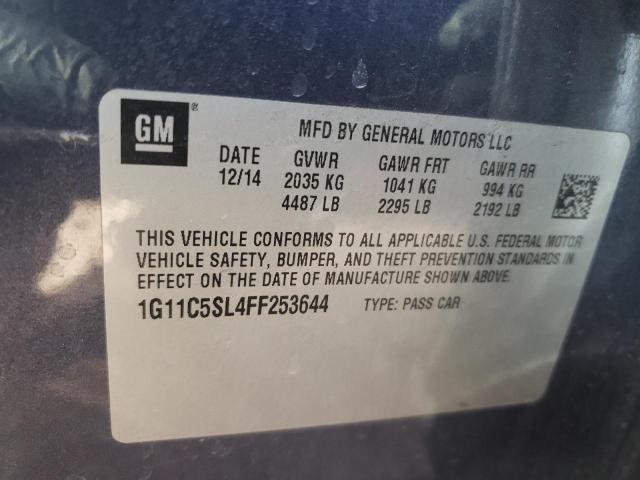 GM®
MFD BY GENERAL MOTORS LLC
DATE GVWR GAWR FRT GAWR RR
12/14 2035 KG 1041 KG 994 KG
4487 LB 2295 LB 2192 LB
THIS VEHICLE CONFORMS TO ALL APPLICABLE U.S. FEDERAL MOTOR
VEHICLE SAFETY, BUMPER, AND THEFT PREVENTION STANDARDS IN
EFFECT ON THE DATE OF MANUFACTURE SHOWN ABOVE.
1G11C5SL4FF253644 TYPE: PASS CAR